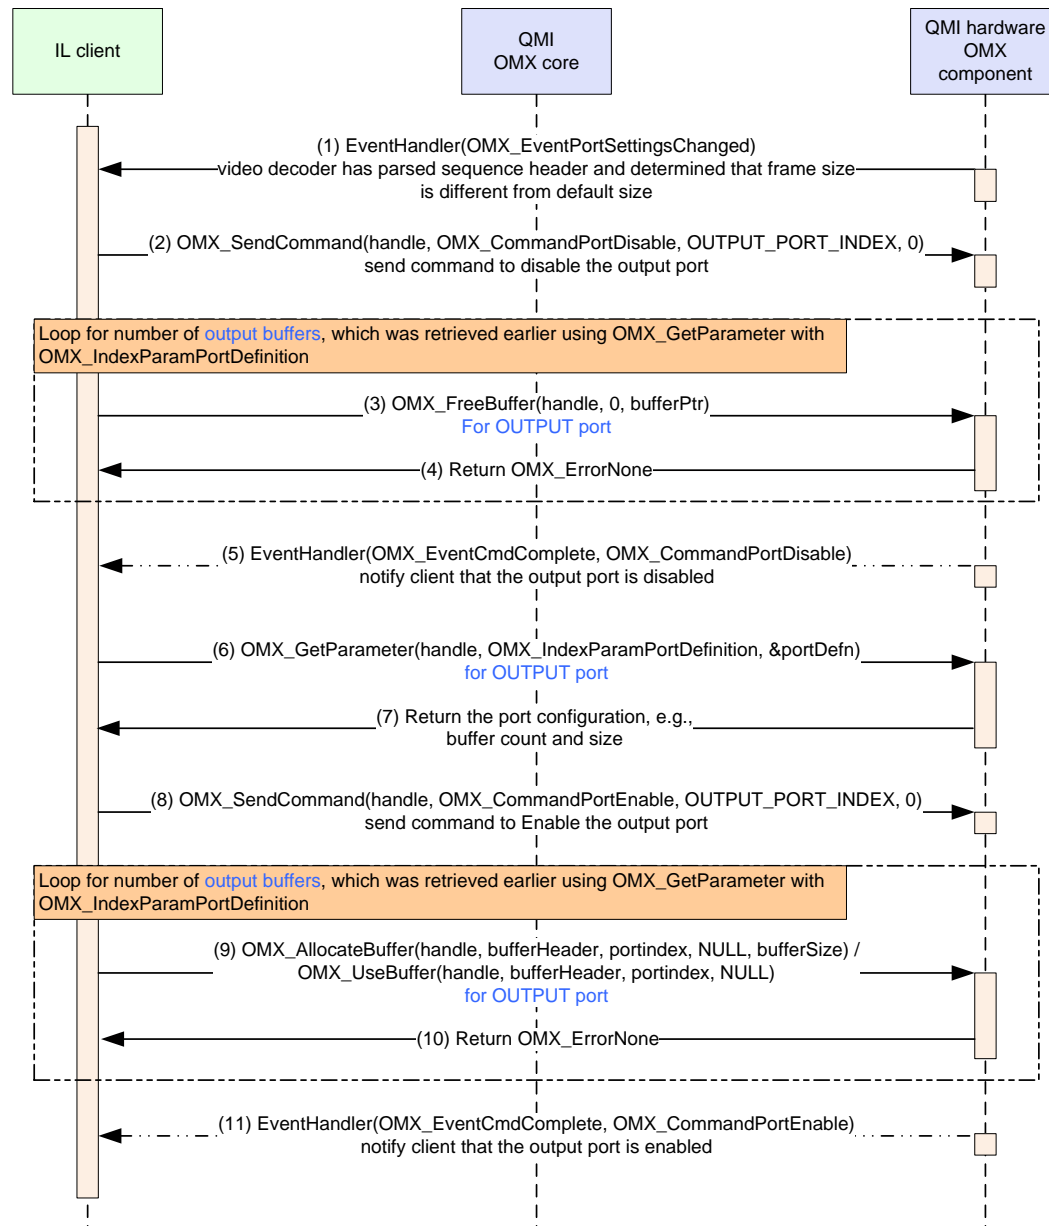 IL client
QMI
OMX core
QMI hardware
OMX
component
(1) EventHandler(OMX_EventPortSettingsChanged)
video decoder has parsed sequence header and determined that frame size
is different from default size
(2) OMX_SendCommand(handle, OMX_CommandPortDisable, OUTPUT_PORT_INDEX, 0)
send command to disable the output port
Loop for number of output buffers, which was retrieved earlier using OMX_GetParameter with
OMX_IndexParamPortDefinition
(3) OMX_FreeBuffer(handle, 0, bufferPtr)
For OUTPUT port
(4) Return OMX_ErrorNone
(5) EventHandler(OMX_EventCmdComplete, OMX_CommandPortDisable)
notify client that the output port is disabled
(6) OMX_GetParameter(handle, OMX_IndexParamPortDefinition, &portDefn)
for OUTPUT port
(7) Return the port configuration, e.g.,
buffer count and size
(8) OMX_SendCommand(handle, OMX_CommandPortEnable, OUTPUT_PORT_INDEX, 0)
send command to Enable the output port
Loop for number of output buffers, which was retrieved earlier using OMX_GetParameter with
OMX_IndexParamPortDefinition
(9) OMX_AllocateBuffer(handle, bufferHeader, portindex, NULL, bufferSize) /
OMX_UseBuffer(handle, bufferHeader, portindex, NULL)
for OUTPUT port
(10) Return OMX_ErrorNone
(11) EventHandler(OMX_EventCmdComplete, OMX_CommandPortEnable)
notify client that the output port is enabled